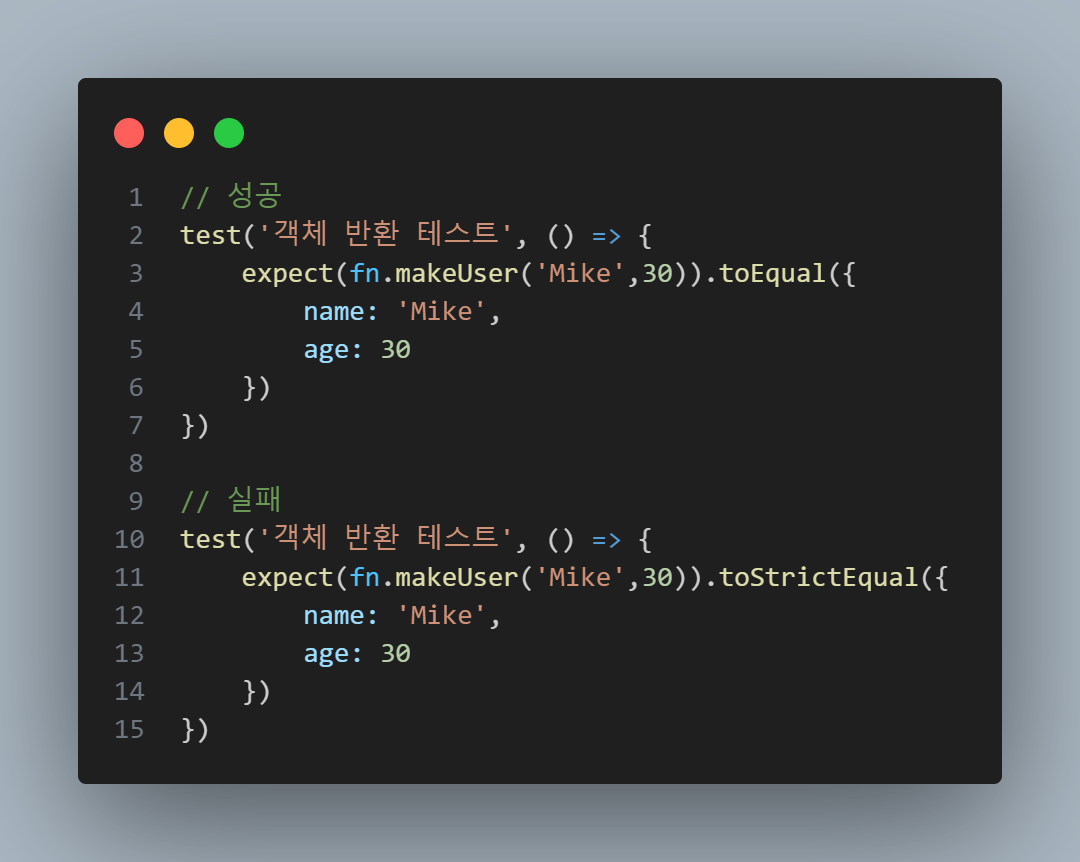 1 // 성공
2 test('객체 반환 테스트', () => {
3     expect(fn.makeUser('Mike',30)).toEqual({
4         name: 'Mike',
5         age: 30
6     })
7 })
8
9 // 실패
10 test('객체 반환 테스트', () => {
11     expect(fn.makeUser('Mike',30)).toStrictEqual({
12         name: 'Mike',
13         age: 30
14     })
15 })